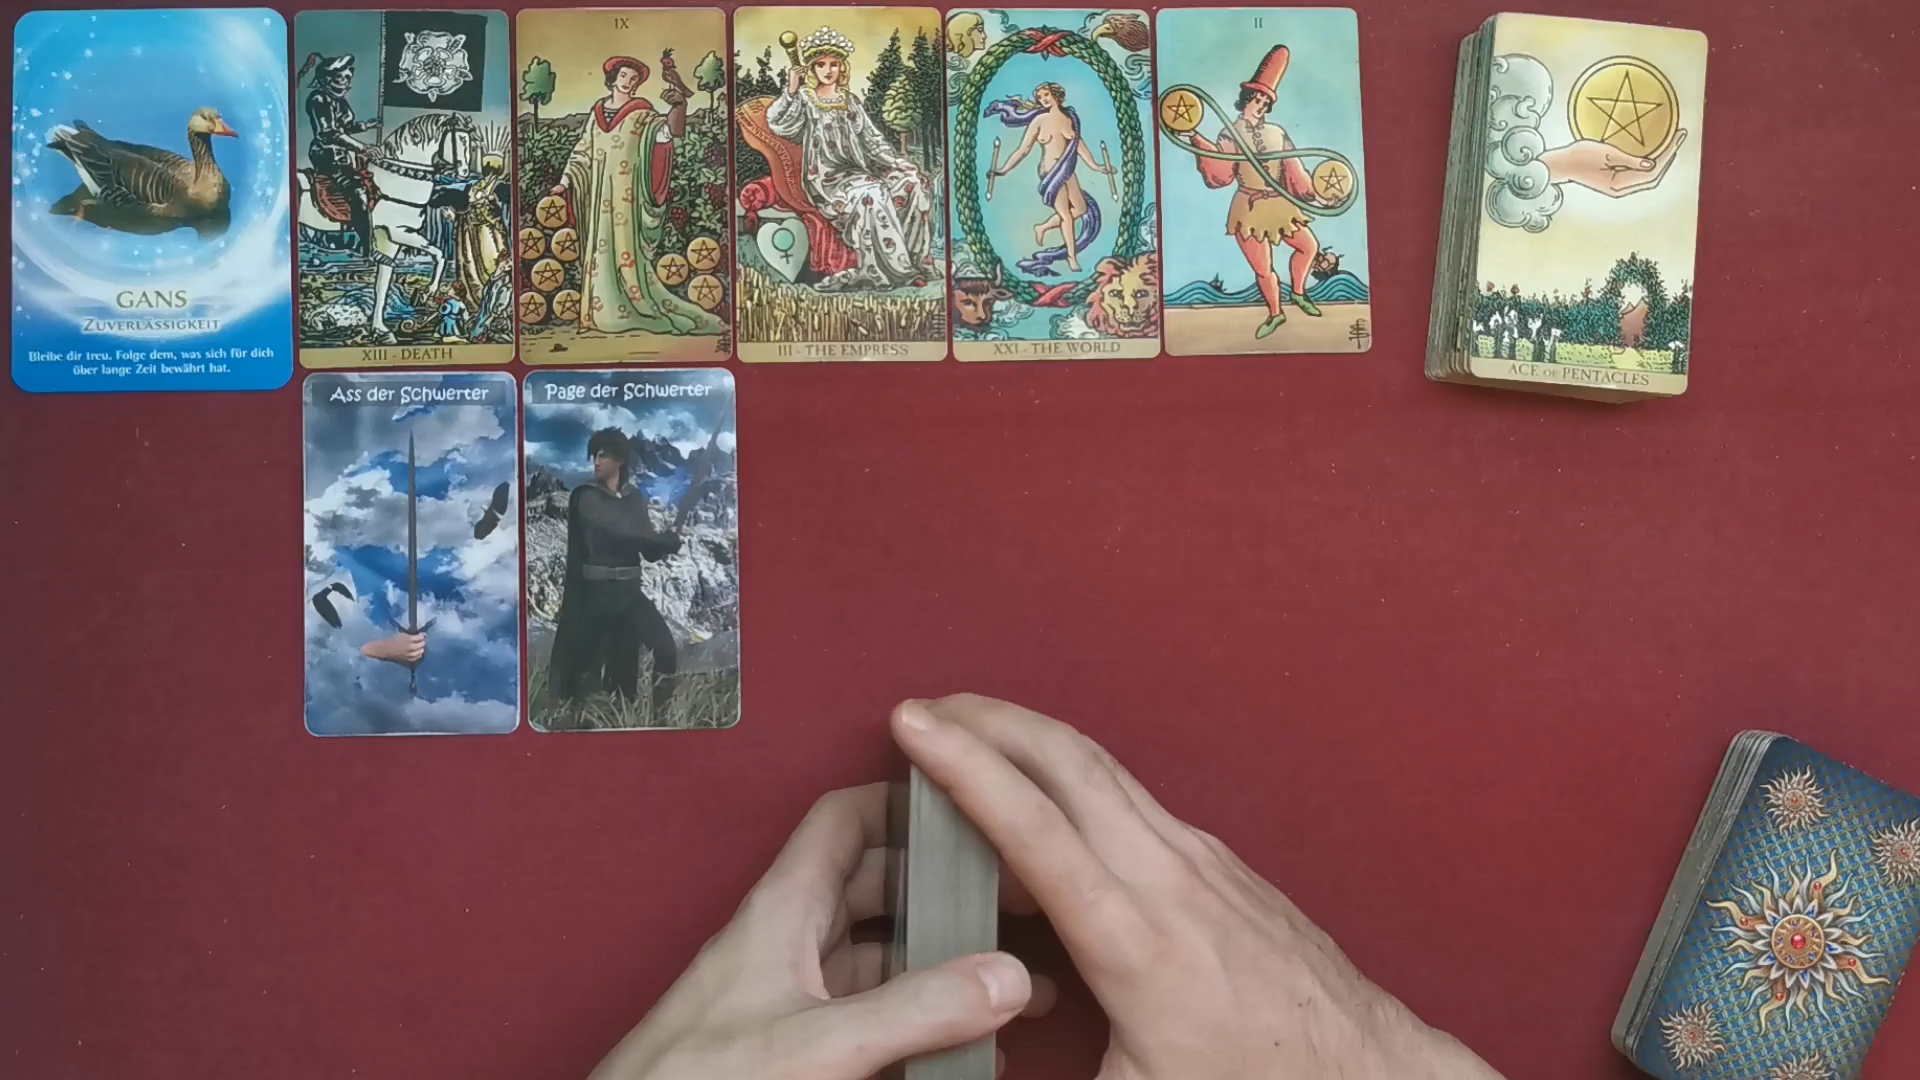 GANS
ZUVERLÄSSIGKEIT
Bleibe dir treu. Folge dem, was sich für dich
über lange Zeit bewährt hat.
XIII - DEATH
IX
III - THE EMPRESS
XXI - THE WORLD
II
ACE OF PENTACLES
Ass der Schwerter
Page der Schwerter